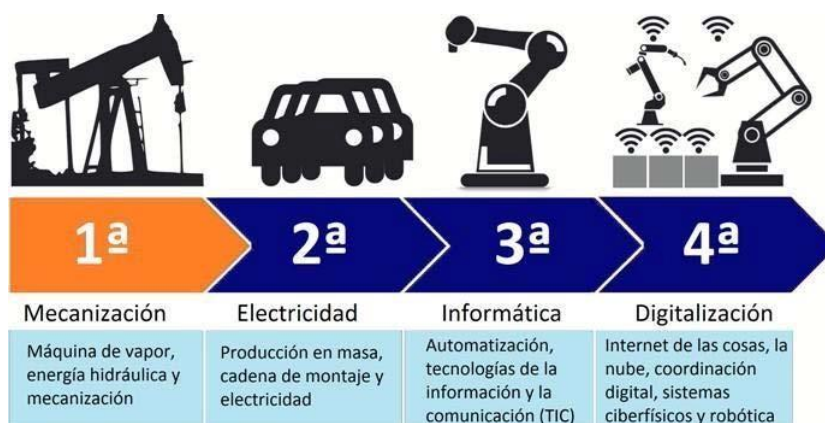 1ª
2ª
3ª
4ª
Mecanización
Electricidad
Informática
Digitalización
Máquina de vapor,
energía hidráulica y
mecanización
Producción en masa,
cadena de montaje y
electricidad
Automatización,
tecnologías de la
información y la
comunicación (TIC)
Internet de las cosas, la
nube, coordinación
digital, sistemas
ciberfísicos y robótica